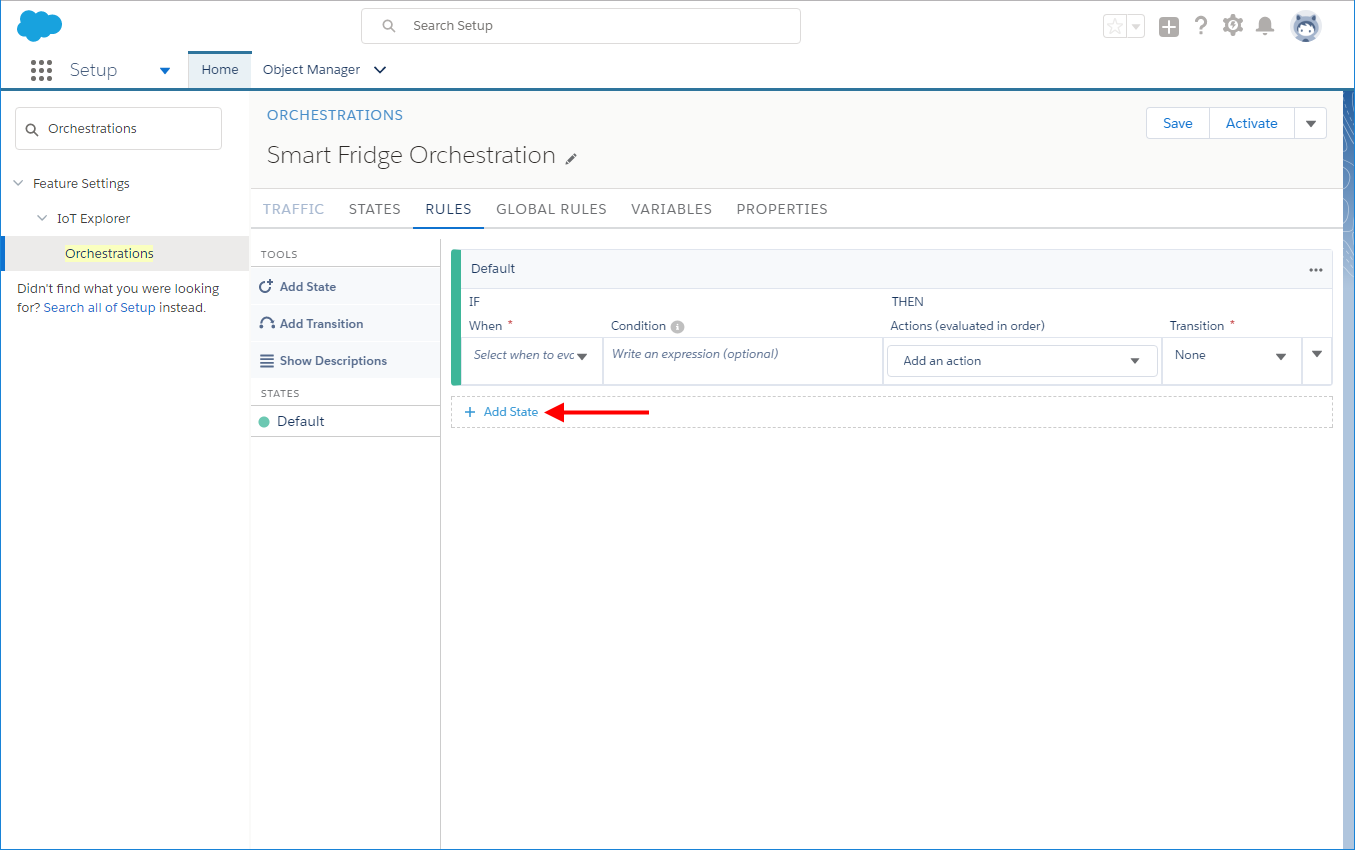 Search Setup
Setup
Home
Object Manager
Orchestrations
Feature Settings
IoT Explorer
Orchestrations
Didn't find what you were looking
for? Search all of Setup instead.
ORCHESTRATIONS
Smart Fridge Orchestration
Save
Activate
TRAFFIC
STATES
RULES
GLOBAL RULES
VARIABLES
PROPERTIES
TOOLS
Add State
Add Transition
Show Descriptions
STATES
Default
Default
IF
THEN
When *
Condition
Actions (evaluated in order)
Transition *
Select when to eva
Write an expression (optional)
Add an action
None
+ Add State